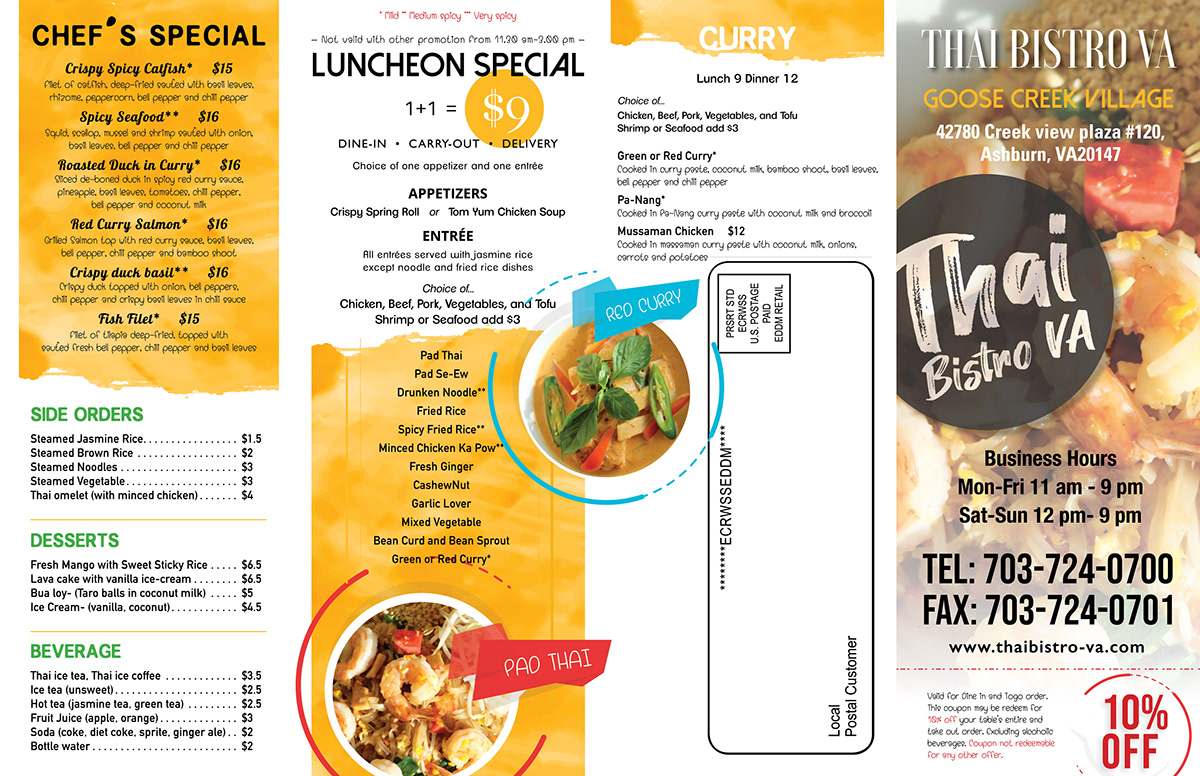 CHEF'S SPECIAL
Crispy Spicy Catfish* $15
Filet of catfish, deep-fried sauted with basil leaves,
rhizome, peppercorn, bell pepper and chili pepper
Spicy Seafood** $16
Squid, scallop, mussel and shrimp sauted with onion,
basil leaves, bell pepper and chili pepper
Roasted Duck in Curry* $16
Sliced de-boned duck in spicy red curry sauce,
pineapple, basil leaves, tomatoes, chili pepper,
bell pepper and coconut milk
Red Curry Salmon* $16
Grilled Salmon top with red curry sauce, basil leaves,
bell pepper, chili pepper and bamboo shoot
Crispy duck basil** $16
Crispy duck topped with onion, bell peppers,
chili pepper and crispy basil leaves in chili sauce
Fish Filet* $15
Filet of tilapia deep-fried, topped with
sauted fresh bell pepper, chili pepper and basil leaves
SIDE ORDERS
Steamed Jasmine Rice. . . . . . . . . . . . . . . . . $1.5
Steamed Brown Rice . . . . . . . . . . . . . . . . . . $2
Steamed Noodles . . . . . . . . . . . . . . . . . . . . . $3
Steamed Vegetable. . . . . . . . . . . . . . . . . . . . $3
Thai omelet (with minced chicken) . . . . . . . $4
DESSERTS
Fresh Mango with Sweet Sticky Rice . . . . . $6.5
Lava cake with vanilla ice-cream . . . . . . . . $6.5
Bua loy- (Taro balls in coconut milk) . . . . . $5
Ice Cream- (vanilla, coconut). . . . . . . . . . . . $4.5
BEVERAGE
Thai ice tea, Thai ice coffee . . . . . . . . . . . . . $3.5
Ice tea (unsweet) . . . . . . . . . . . . . . . . . . . . . . $2.5
Hot tea (jasmine tea, green tea) . . . . . . . . . $2.5
Fruit Juice (apple, orange) . . . . . . . . . . . . . . $3
Soda (coke, diet coke, sprite, ginger ale) . . $2
Bottle water . . . . . . . . . . . . . . . . . . . . . . . . . . $2
* Mild ** Medium spicy *** Very spicy
– Not valid with other promotion from 11.30 am-3.00 pm –
LUNCHEON SPECIAL
1+1 = $9
DINE-IN • CARRY-OUT • DELIVERY
Choice of one appetizer and one entrée
APPETIZERS
Crispy Spring Roll or Tom Yum Chicken Soup
ENTRÉE
All entrées served with jasmine rice
except noodle and fried rice dishes
Choice of...
Chicken, Beef, Pork, Vegetables, and Tofu
Shrimp or Seafood add $3
Pad Thai
Pad Se-Ew
Drunken Noodle**
Fried Rice
Spicy Fried Rice**
Minced Chicken Ka Pow**
Fresh Ginger
CashewNut
Garlic Lover
Mixed Vegetable
Bean Curd and Bean Sprout
Green or Red Curry*
RED CURRY
PAD THAI
CURRY
Lunch 9 Dinner 12
Choice of...
Chicken, Beef, Pork, Vegetables, and Tofu
Shrimp or Seafood add $3
Green or Red Curry*
Cooked in curry paste, coconut milk, bamboo shoot, basil leaves,
bell pepper and chili pepper
Pa-Nang*
Cooked in Pa-Nang curry paste with coconut milk and broccoli
Mussaman Chicken $12
Cooked in massaman curry paste with coconut milk, onions,
carrots and potatoes
PRSRT STD
ECRWSS
U.S. POSTAGE
PAID
EDDM RETAIL
********ECRWSSEDDM****
Local
Postal Customer
THAI BISTRO VA
GOOSE CREEK VILLAGE
42780 Creek view plaza #120,
Ashburn, VA20147
Thai
Bistro VA
Business Hours
Mon-Fri 11 am - 9 pm
Sat-Sun 12 pm- 9 pm
TEL: 703-724-0700
FAX: 703-724-0701
www.thaibistro-va.com
Valid for Dine in and Togo order.
This coupon may be redeem for
10% off your table's entire and
take out order. Excluding alcoholic
beverages. Coupon not redeemable
for any other offer.
10%
OFF